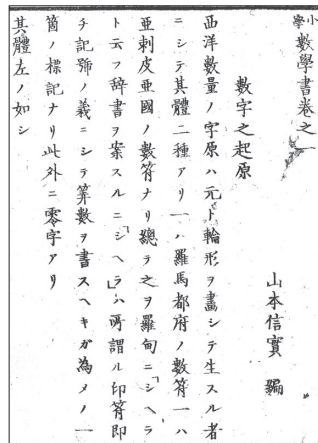 小學數學書卷之一
山本信實 編
數字之起原
西洋數量ノ字原ハ元ト輪形ヲ畫シテ生スル者
ニシテ其體二種アリ一ハ羅馬都府ノ數符一ハ
亜刺皮亜國ノ數符ナリ總テ之ヲ羅甸ニ「シヘラ」
ト云フ辞書ヲ案スルニ「シヘラ」ハ所謂ル印符即
チ記號ノ義ニシテ算數ヲ書スヘキガ為メノ一
箇ノ標記ナリ此外ニ零字アリ
其體左ノ如シ